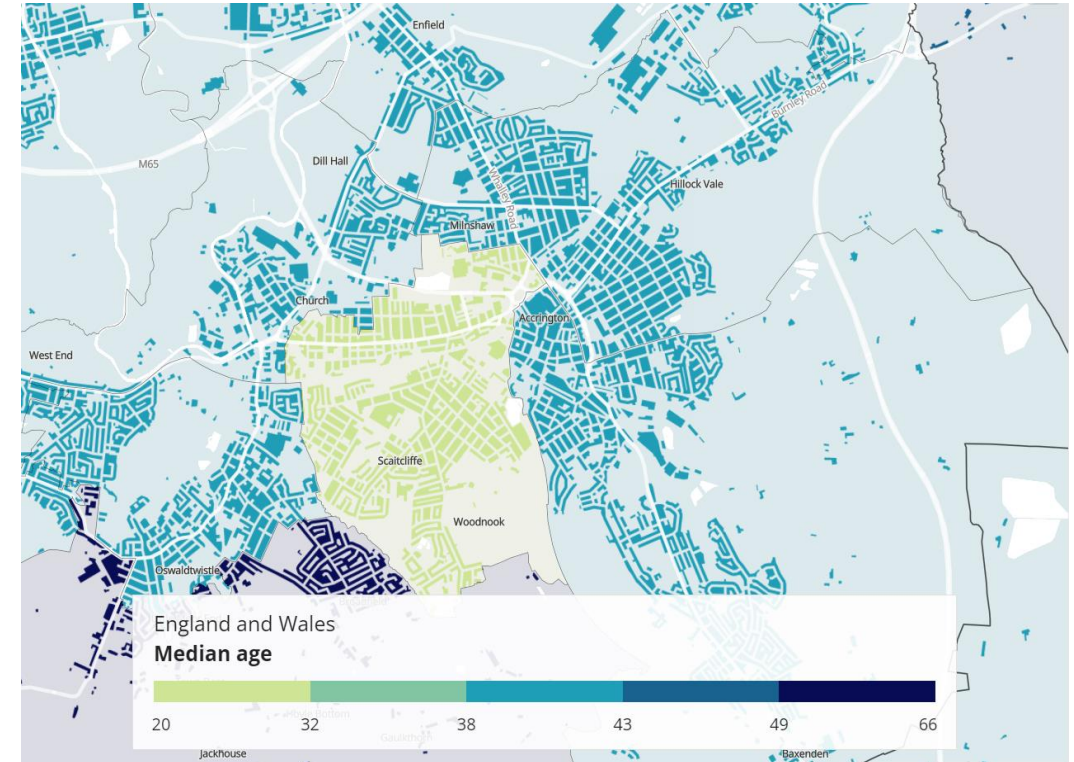 Enfield
Burnley Road
M65
Dill Hall
Whalley Road
Hillock Vale
Milnshaw
Church
Accrington
West End
Scaitcliffe
Woodnook
Oswaldtwistle
England and Wales
Median age
20 32 38 43 49 66
Jackhouse
Baxenden